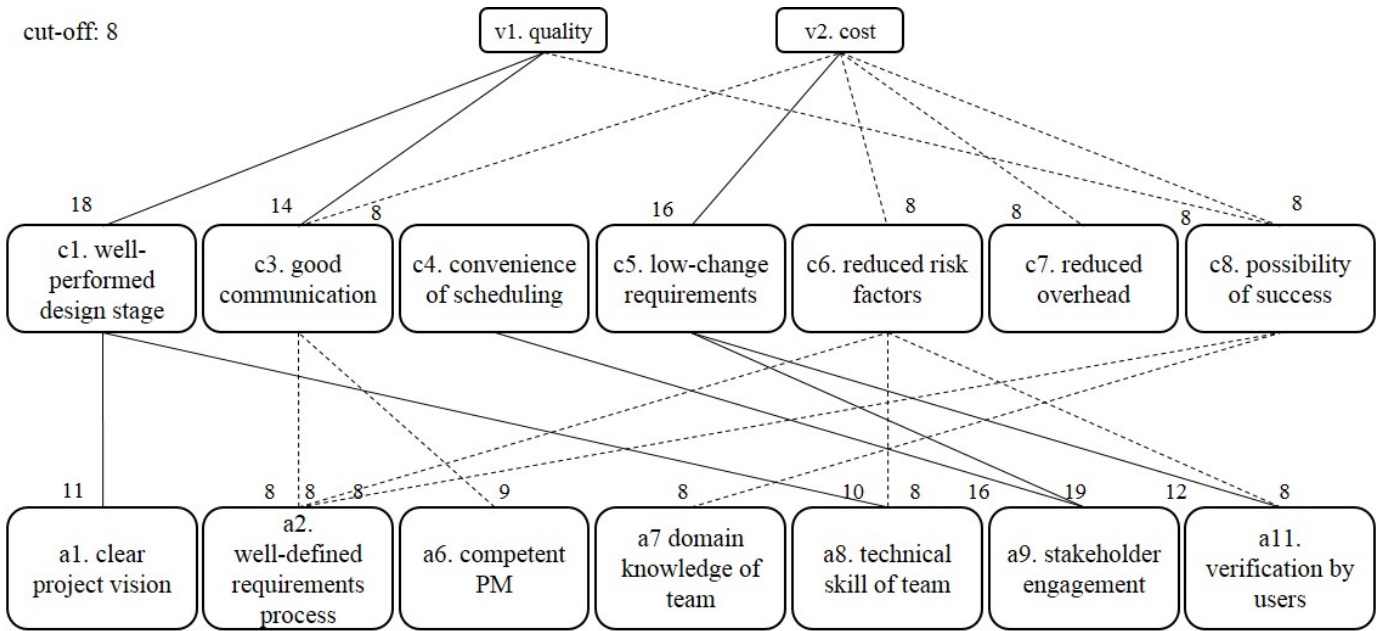 cut-off: 8
v1. quality
v2. cost
18
14
8
16
8
8
8
8
c1. well-
performed
design stage
c3. good
communication
c4. convenience
of scheduling
c5. low-change
requirements
c6. reduced risk
factors
c7. reduced
overhead
c8. possibility
of success
11
8
8
8
9
8
10
8
16
19
12
8
a1. clear
project vision
a2.
well-defined
requirements
process
a6. competent
PM
a7 domain
knowledge of
team
a8. technical
skill of team
a9. stakeholder
engagement
a11.
verification by
users